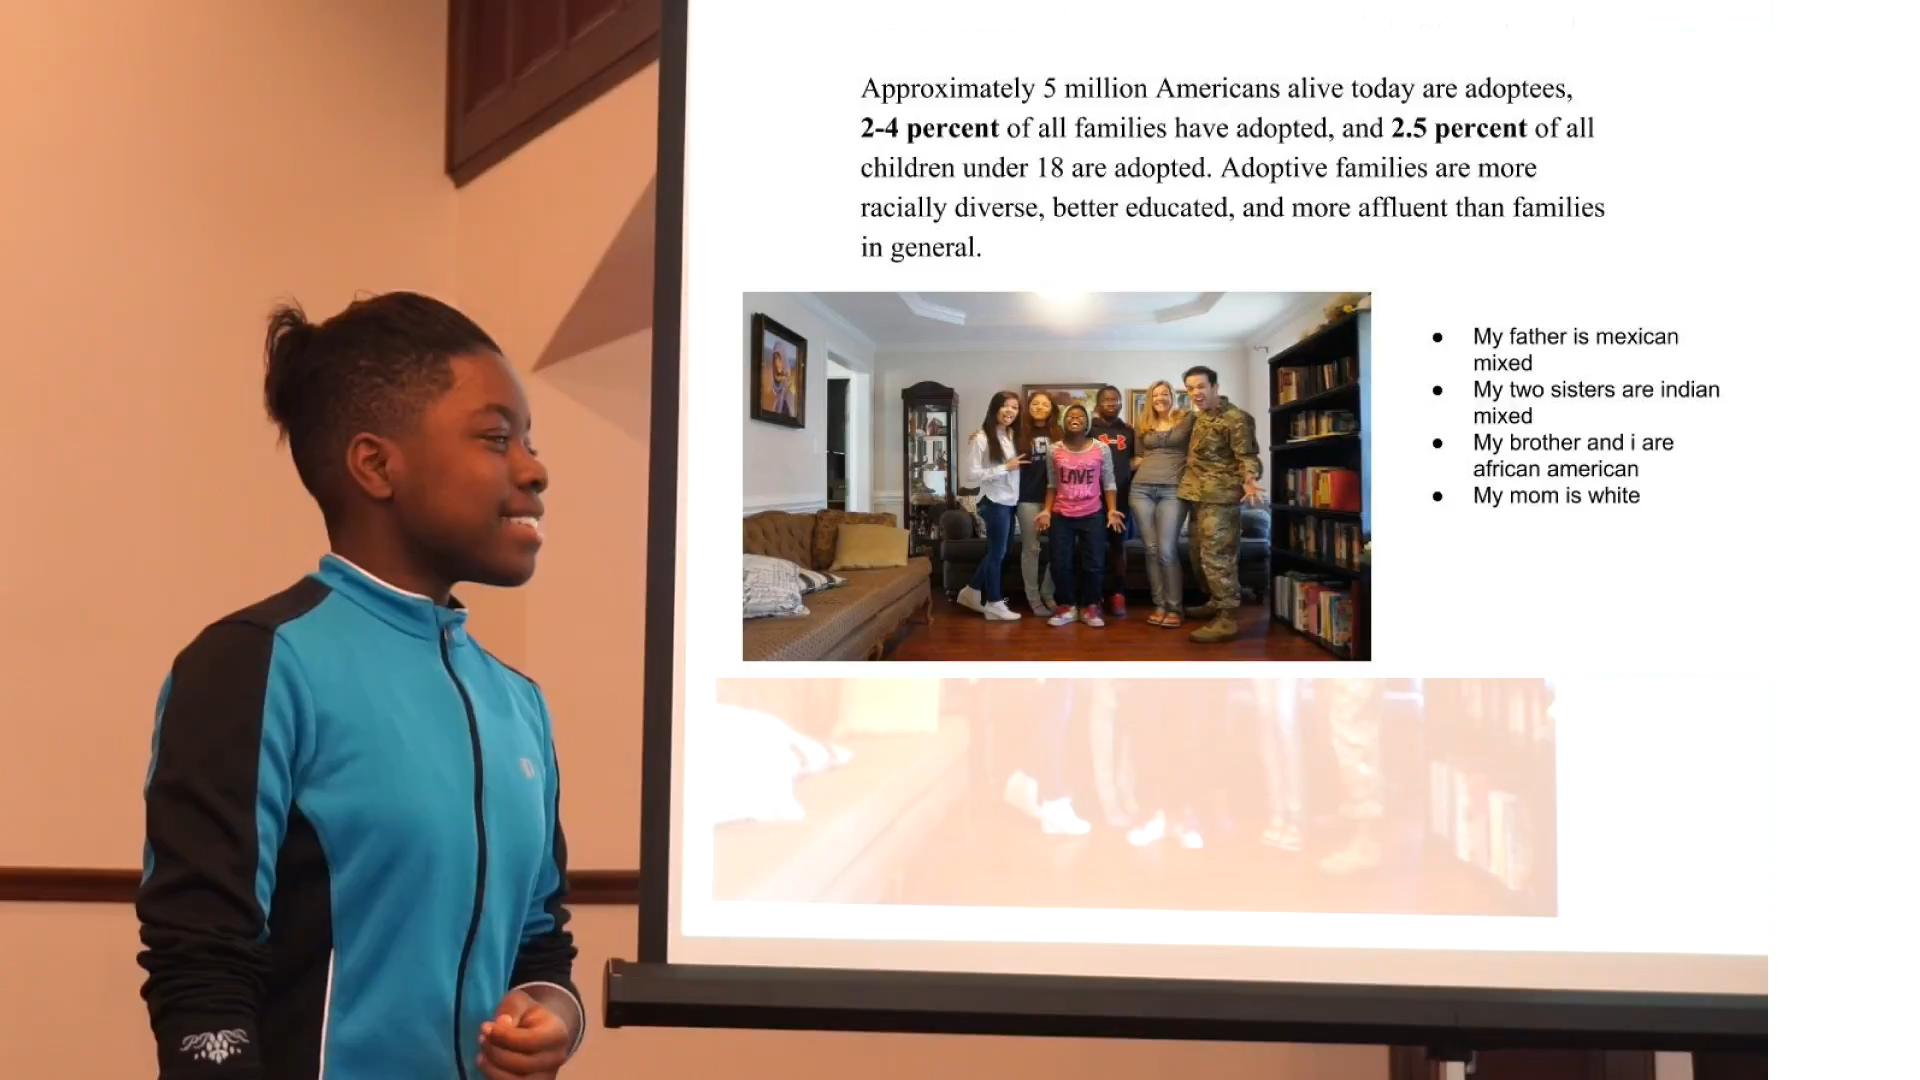 Approximately 5 million Americans alive today are adoptees,
2-4 percent of all families have adopted, and 2.5 percent of all
children under 18 are adopted. Adoptive families are more
racially diverse, better educated, and more affluent than families
in general.
LOVE
● My father is mexican
mixed
● My two sisters are indian
mixed
● My brother and i are
african american
● My mom is white